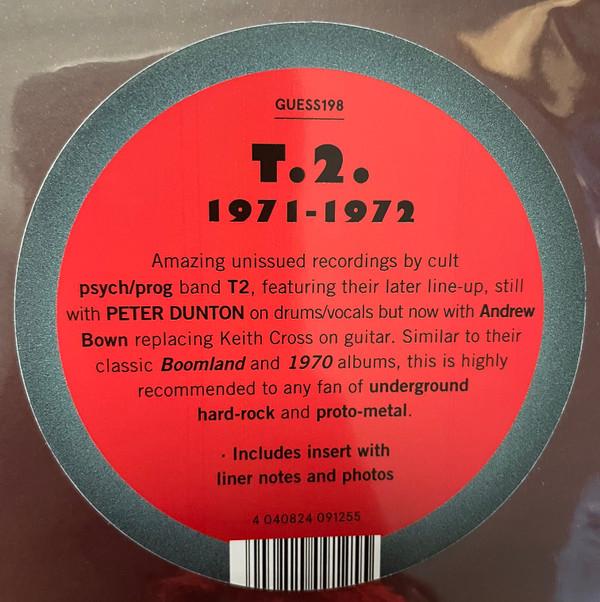 GUESS198
T.2.
1971-1972
Amazing unissued recordings by cult
psych/prog band T2, featuring their later line-up, still
with PETER DUNTON on drums/vocals but now with Andrew
Bown replacing Keith Cross on guitar. Similar to their
classic Boomland and 1970 albums, this is highly
recommended to any fan of underground
hard-rock and proto-metal.
· Includes insert with
liner notes and photos
4 040824 091255